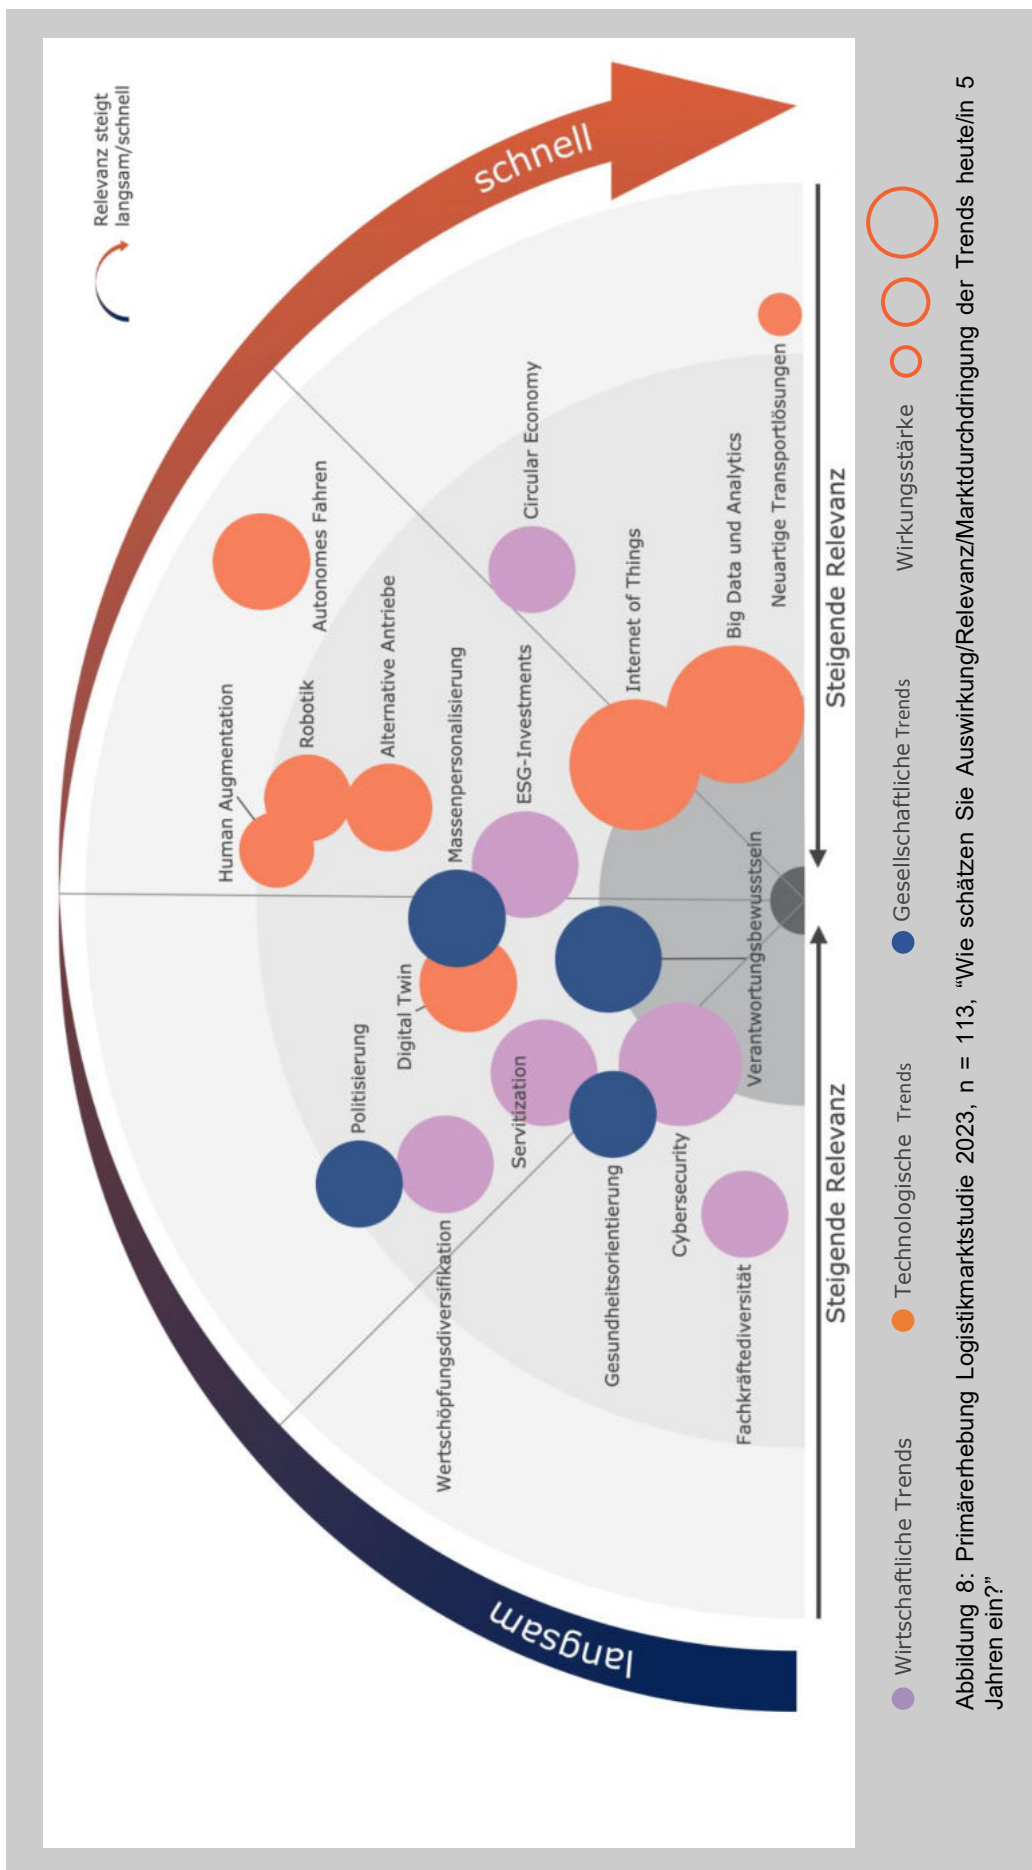 Relevanz steigt
langsam/schnell
langsam
schnell
Human Augmentation
Autonomes Fahren
Robotik
Politisierung
Alternative Antriebe
Digital Twin
Wertschöpfungsdiversifikation
Massenpersonalisierung
Servitization
ESG-Investments
Circular Economy
Gesundheitsorientierung
Internet of Things
Cybersecurity
Fachkräftediversität
Big Data und Analytics
Verantwortungsbewusstsein
Neuartige Transportlösungen
Steigende Relevanz
Steigende Relevanz
Wirtschaftliche Trends
Technologische Trends
Gesellschaftliche Trends
Wirkungsstärke
Abbildung 8: Primärerhebung Logistikmarktstudie 2023, n = 113, “Wie schätzen Sie Auswirkung/Relevanz/Marktdurchdringung der Trends heute/in 5
Jahren ein?”